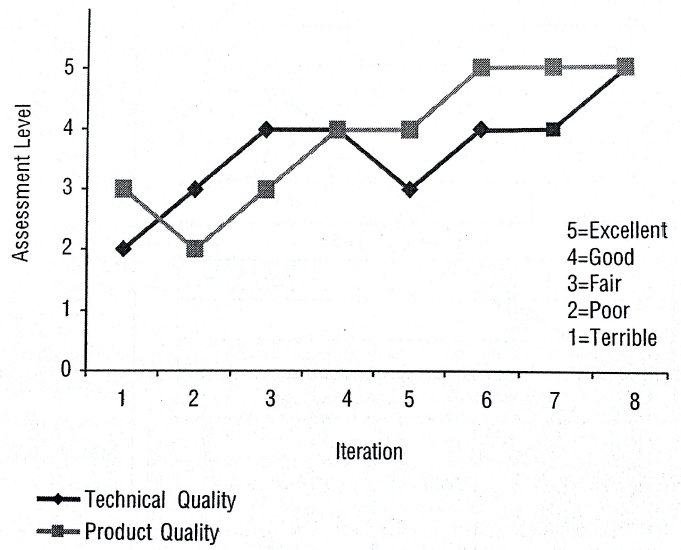 Assessment Level
5
4
3
2
1
0
5=Excellent
4=Good
3=Fair
2=Poor
1=Terrible
1 2 3 4 5 6 7 8
Iteration
Technical Quality
Product Quality